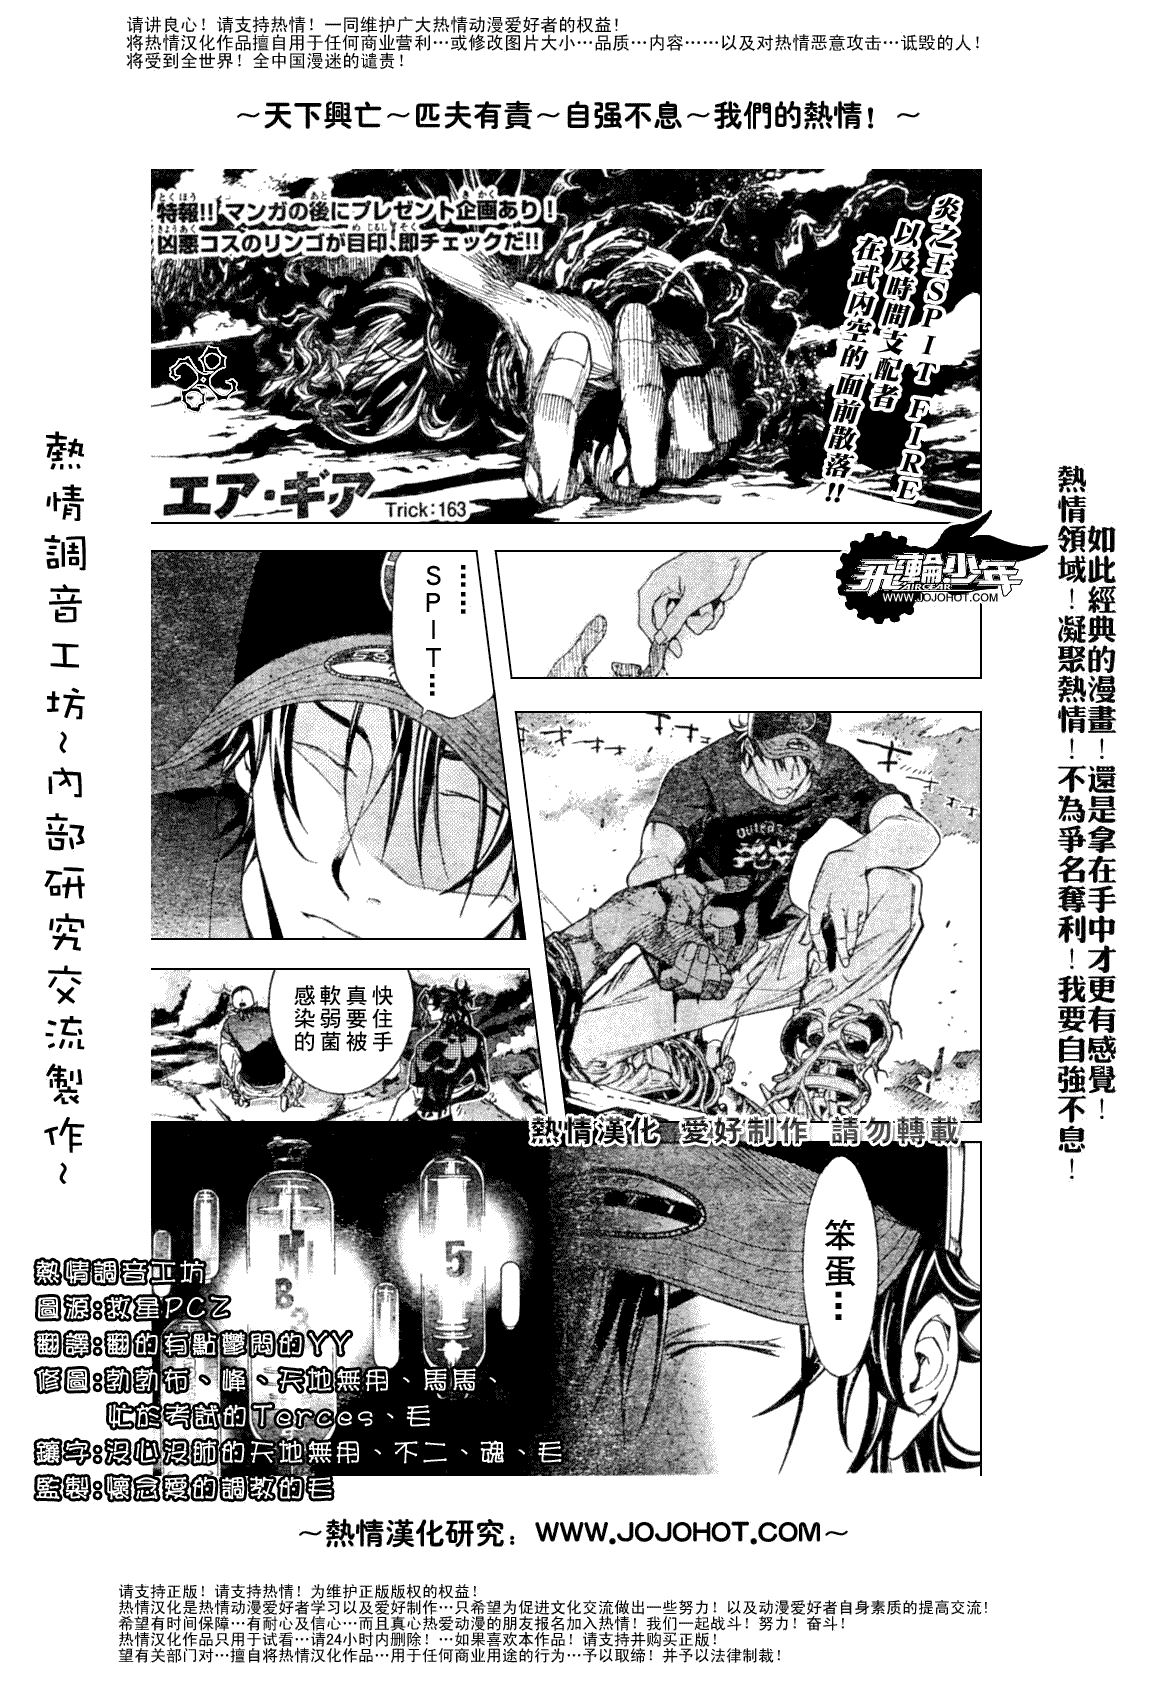 请讲良心！请支持热情！一同维护广大热情动漫爱好者的权益！
将热情汉化作品擅自用于任何商业营利…或修改图片大小…品质…内容……以及对热情恶意攻击…诋毁的人！
将受到全世界！全中国漫迷的谴责！
～天下興亡～匹夫有責～自强不息～我們的熱情！～
特報!! マンガの後にプレゼント企画あり！
凶悪コスのリンゴが目印、即チェックだ!!
炎之王SPIT FIRE
以及時間支配者
在武內空的面前散落!!
エア・ギア
Trick:163
飛輪少年
AIRGEAR
WWW.JOJOHOT.COM
……
SPIT…
如此經典的漫畫！還是拿在手中才更有感覺！
熱情領域！凝聚熱情！不為爭名奪利！我要自強不息！
熱情調音工坊～內部研究交流製作～
Outers
快住手
真要被
軟弱菌
感染的
熱情漢化 愛好制作 請勿轉載
笨蛋…
5
熱情調音工坊
圖源:救星PCZ
翻譯:翻的有點鬱悶的YY
修圖:勃勃布、峰、天地無用、馬馬、
忙於考試的Terces、毛
鑲字:沒心沒肺的天地無用、不二、魂、毛
監製:懷念愛的調教的毛
～熱情漢化研究：WWW.JOJOHOT.COM～
请支持正版！请支持热情！为维护正版版权的权益！
热情汉化是热情动漫爱好者学习以及爱好制作…只希望为促进文化交流做出一些努力！以及动漫爱好者自身素质的提高交流！
希望有时间保障…有耐心及信心…而且真心热爱动漫的朋友报名加入热情！我们一起战斗！努力！奋斗！
热情汉化作品只用于试看…请24小时内删除！…如果喜欢本作品！请支持并购买正版！
望有关部门对…擅自将热情汉化作品…用于任何商业用途的行为…予以取缔！并予以法律制裁！